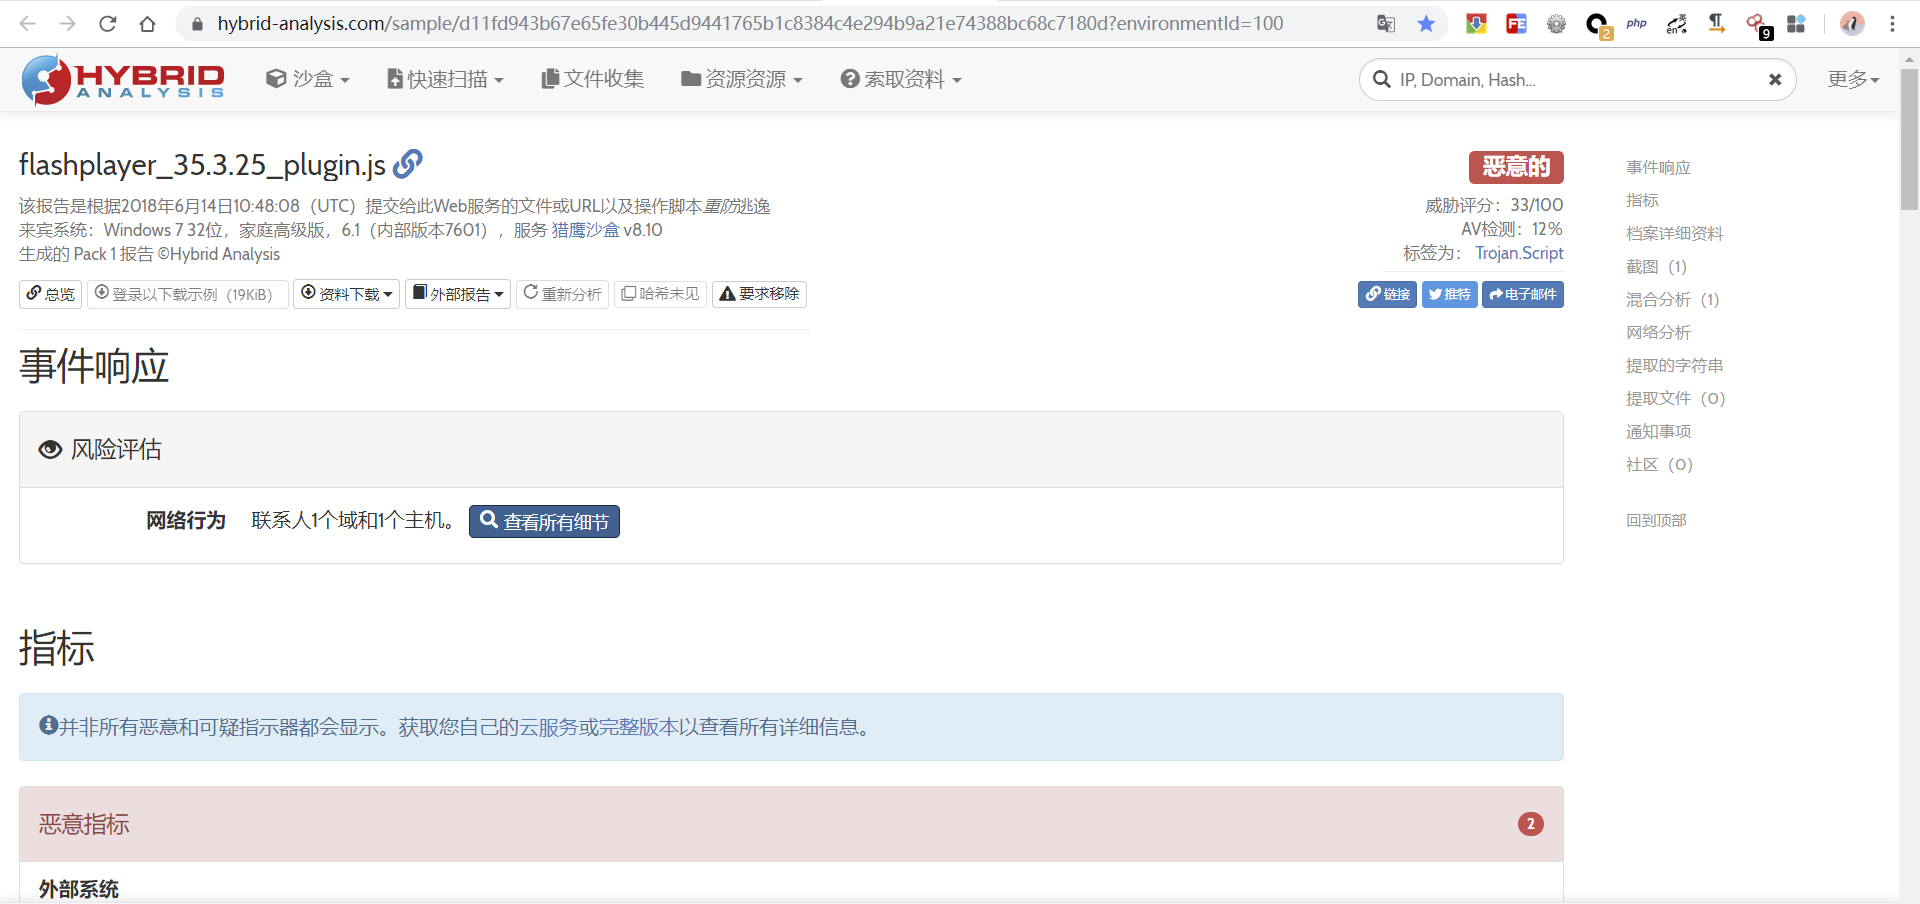 hybrid-analysis.com/sample/d11fd943b67e65fe30b445d9441765b1c8384c4e294b9a21e74388bc68c7180d?environmentId=100
FE
2
php
英
en
9
HYBRID
ANALYSIS
沙盒
快速扫描
文件收集
资源资源
索取资料
IP, Domain, Hash...
更多
flashplayer_35.3.25_plugin.js
该报告是根据2018年6月14日10:48:08（UTC）提交给此Web服务的文件或URL以及操作脚本重防逃逸
来宾系统：Windows 7 32位，家庭高级版，6.1（内部版本7601），服务 猎鹰沙盒 v8.10
生成的 Pack 1 报告 ©Hybrid Analysis
恶意的
威胁评分：33/100
AV检测：12%
标签为： Trojan.Script
总览
登录以下载示例（19KiB）
资料下载
外部报告
重新分析
哈希未见
要求移除
链接
推特
电子邮件
事件响应
风险评估
网络行为 联系人1个域和1个主机。 查看所有细节
指标
并非所有恶意和可疑指示器都会显示。获取您自己的云服务或完整版本以查看所有详细信息。
恶意指标
2
外部系统
事件响应
指标
档案详细资料
截图（1）
混合分析（1）
网络分析
提取的字符串
提取文件（0）
通知事项
社区（0）
回到顶部